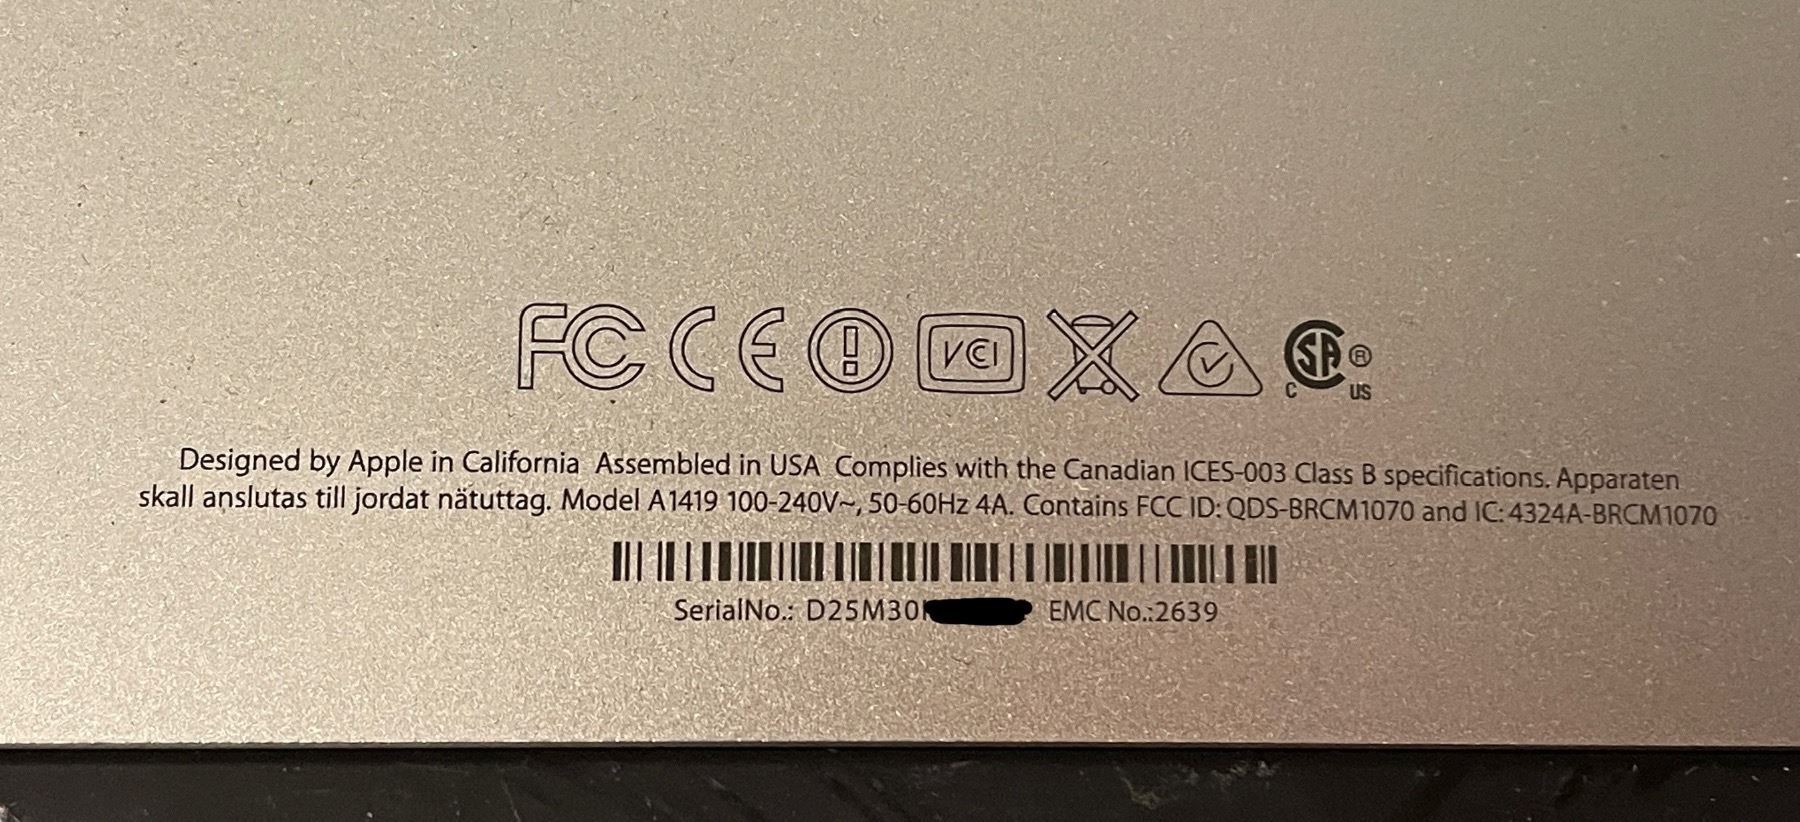 FC CE ! VCI C SA ® US
Designed by Apple in California Assembled in USA Complies with the Canadian ICES-003 Class B specifications. Apparaten
skall anslutas till jordat nätuttag. Model A1419 100-240V~, 50-60Hz 4A. Contains FCC ID: QDS-BRCM1070 and IC: 4324A-BRCM1070
SerialNo.: D25M30 EMC No.:2639